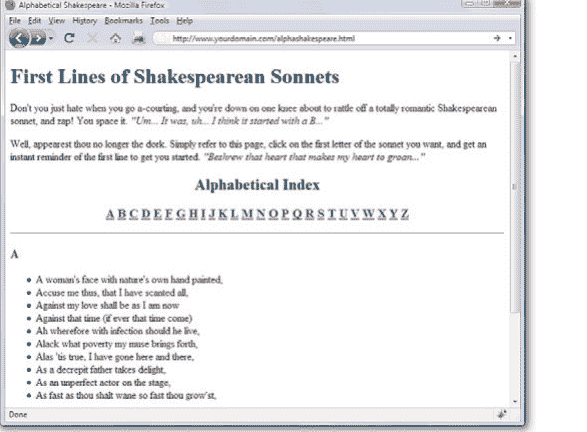 Alphabetical Shakespeare - Mozilla Firefox
File Edit View History Bookmarks Tools Help
http://www.yourdomain.com/alphashakespeare.html
First Lines of Shakespearean Sonnets
Don't you just hate when you go a-courting, and you're down on one knee about to rattle off a totally romantic Shakespearean
sonnet, and zap! You space it. "Um... It was, uh... I think it started with a B..."
Well, appearest thou no longer the dork. Simply refer to this page, click on the first letter of the sonnet you want, and get an
instant reminder of the first line to get you started. "Beshrew that heart that makes my heart to groan..."
Alphabetical Index
A B C D E F G H I J K L M N O P Q R S T U V W X Y Z
A
A woman's face with nature's own hand painted,
Accuse me thus, that I have scanted all,
Against my love shall be as I am now
Against that time (if ever that time come)
Ah wherefore with infection should he live,
Alack what poverty my muse brings forth,
Alas 'tis true, I have gone here and there,
As a decrepit father takes delight,
As an unperfect actor on the stage,
As fast as thou shalt wane so fast thou grow'st,
Done